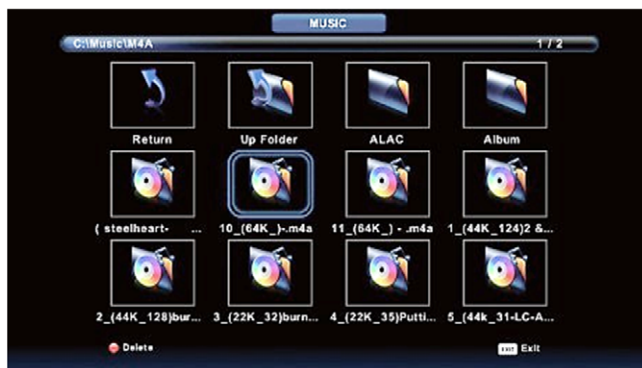 MUSIC
C:\Music\M4A 1 / 2
Return Up Folder ALAC Album
( steelheart- ... 10_(64K_)-.m4a 11_(64K_) - .m4a 1_(44K_124)2 &...
2_(44K_128)bur... 3_(22K_32)burn... 4_(22K_35)Putti... 5_(44k_31-LC-A...
Delete EXIT Exit